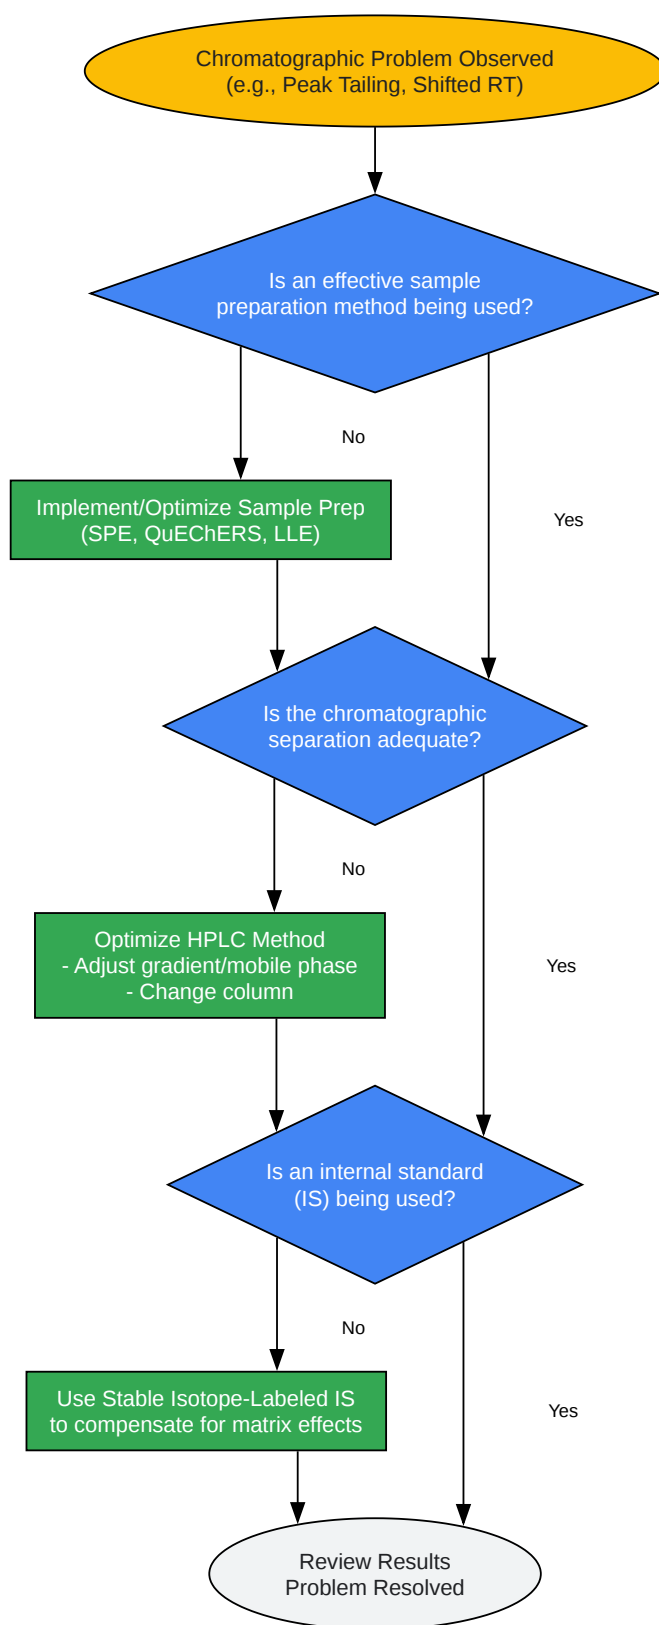 Chromatographic Problem Observed
(e.g., Peak Tailing, Shifted RT)
Is an effective sample
preparation method being used?
No
Implement/Optimize Sample Prep
(SPE, QuEChERS, LLE)
Yes
Is the chromatographic
separation adequate?
No
Optimize HPLC Method
- Adjust gradient/mobile phase
- Change column
Yes
Is an internal standard
(IS) being used?
No
Use Stable Isotope-Labeled IS
to compensate for matrix effects
Yes
Review Results
Problem Resolved